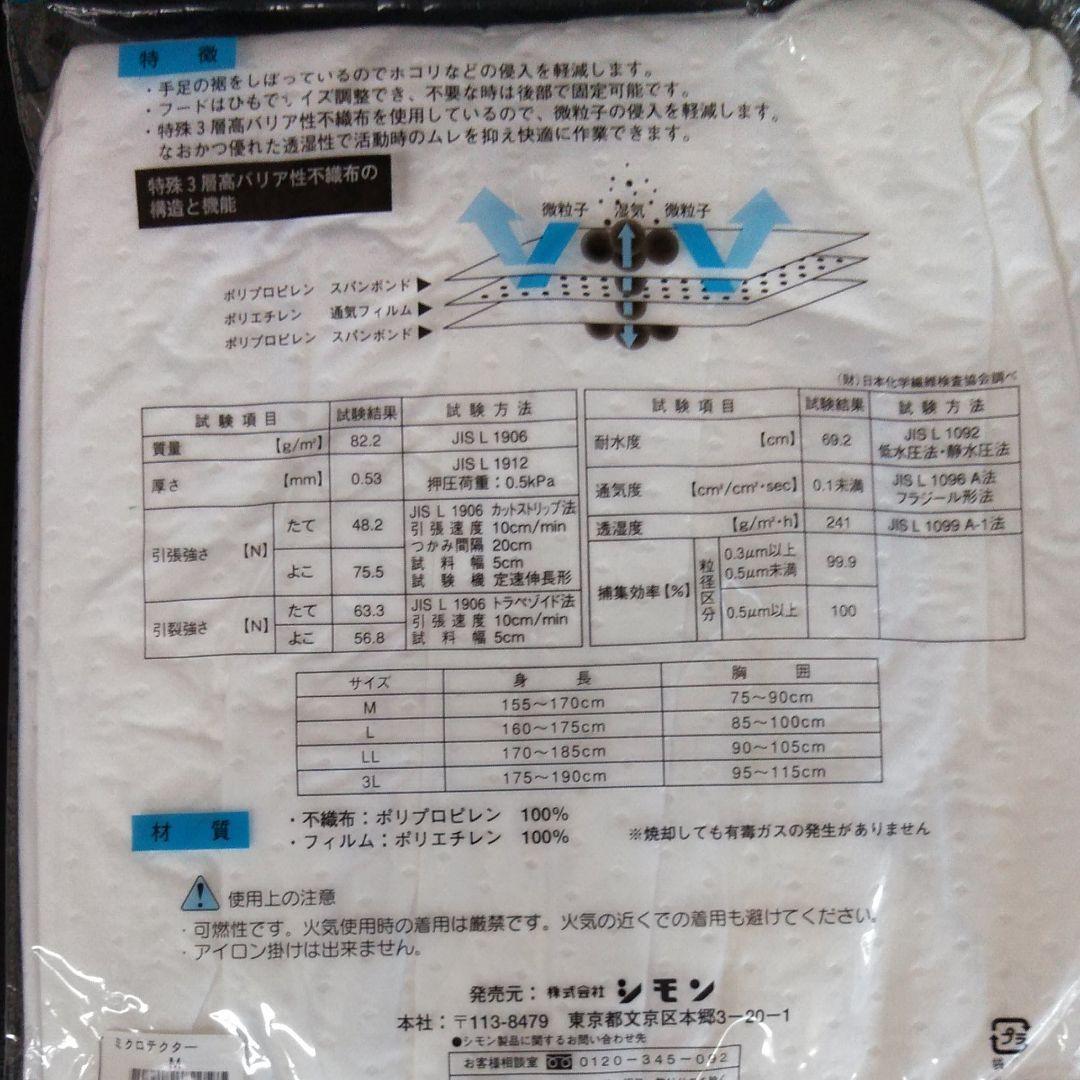 特徴
・手足の裾をしぼっているのでホコリなどの侵入を軽減します。
・フードはひもでサイズ調整でき、不要な時は後部で固定可能です。
・特殊3層高バリア性不織布を使用しているので、微粒子の侵入を軽減します。
なおかつ優れた透湿性で活動時のムレを抑え快適に作業できます。
特殊3層高バリア性不織布の
構造と機能
微粒子 湿気 微粒子
ポリプロピレン スパンボンド▶
ポリエチレン 通気フィルム▶
ポリプロピレン スパンボンド▶
(財)日本化学繊維検査協会調べ
試験項目 試験結果 試験方法
質量 【g/m²】 82.2 JIS L 1906
厚さ 【mm】 0.53 JIS L 1912
押圧荷重:0.5kPa
引張強さ 【N】 たて 48.2 よこ 75.5
JIS L 1906 カットストリップ法
引張速度 10cm/min
つかみ間隔 20cm
試料幅 5cm
試験機 定速伸長形
引裂強さ 【N】 たて 63.3 よこ 56.8
JIS L 1906 トラペゾイド法
引張速度 10cm/min
試料幅 5cm
試験項目 試験結果 試験方法
耐水度 【cm】 69.2 JIS L 1092
低水圧法・静水圧法
通気度 【cm³/cm²・sec】 0.1未満 JIS L 1096 A法
フラジール形法
透湿度 【g/m²・h】 241 JIS L 1099 A-1法
捕集効率【%】 粒径区分 0.3μm以上
0.5μm未満 99.9
0.5μm以上 100
サイズ 身長 胸囲
M 155〜170cm 75〜90cm
L 160〜175cm 85〜100cm
LL 170〜185cm 90〜105cm
3L 175〜190cm 95〜115cm
材質
・不織布:ポリプロピレン 100%
・フィルム:ポリエチレン 100%
※焼却しても有毒ガスの発生がありません
使用上の注意
・可燃性です。火気使用時の着用は厳禁です。火気の近くでの着用も避けてください。
・アイロン掛けは出来ません。
発売元:株式会社 シモン
本社:〒113-8479 東京都文京区本郷3-20-1
●シモン製品に関するお問い合わせ先
お客様相談室 0120-345-092
ミクロテクター
M
プラ
袋